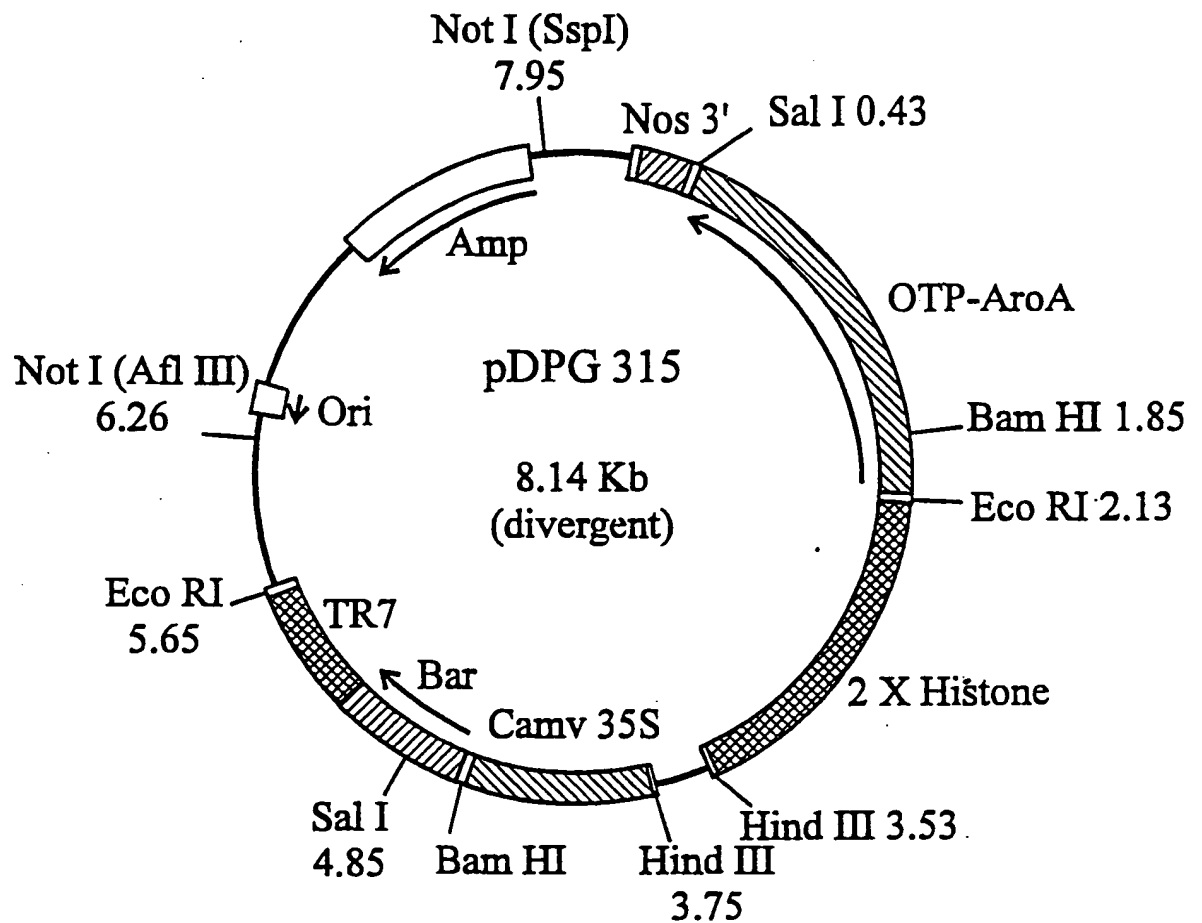 Not I (SspI)
7.95
Nos 3'
Sal I 0.43
Amp
OTP-AroA
Not I (Afl III)
6.26
Ori
pDPG 315
8.14 Kb
(divergent)
Bam HI 1.85
Eco RI 2.13
Eco RI
5.65
TR7
Bar
Camv 35S
2 X Histone
Sal I
4.85
Bam HI
Hind III
3.75
Hind III 3.53